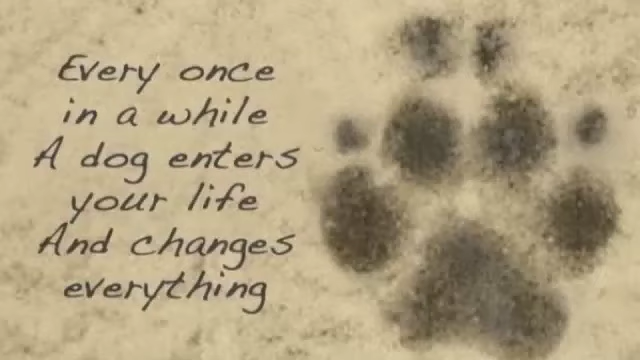 Every once
in a while
A dog enters
your life
And changes
everything